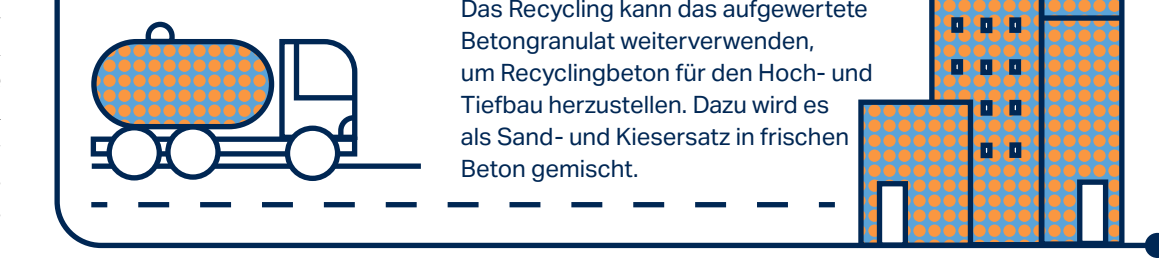 Das Recycling kann das aufgewertete
Betongranulat weiterverwenden,
um Recyclingbeton für den Hoch- und
Tiefbau herzustellen. Dazu wird es
als Sand- und Kiesersatz in frischen
Beton gemischt.